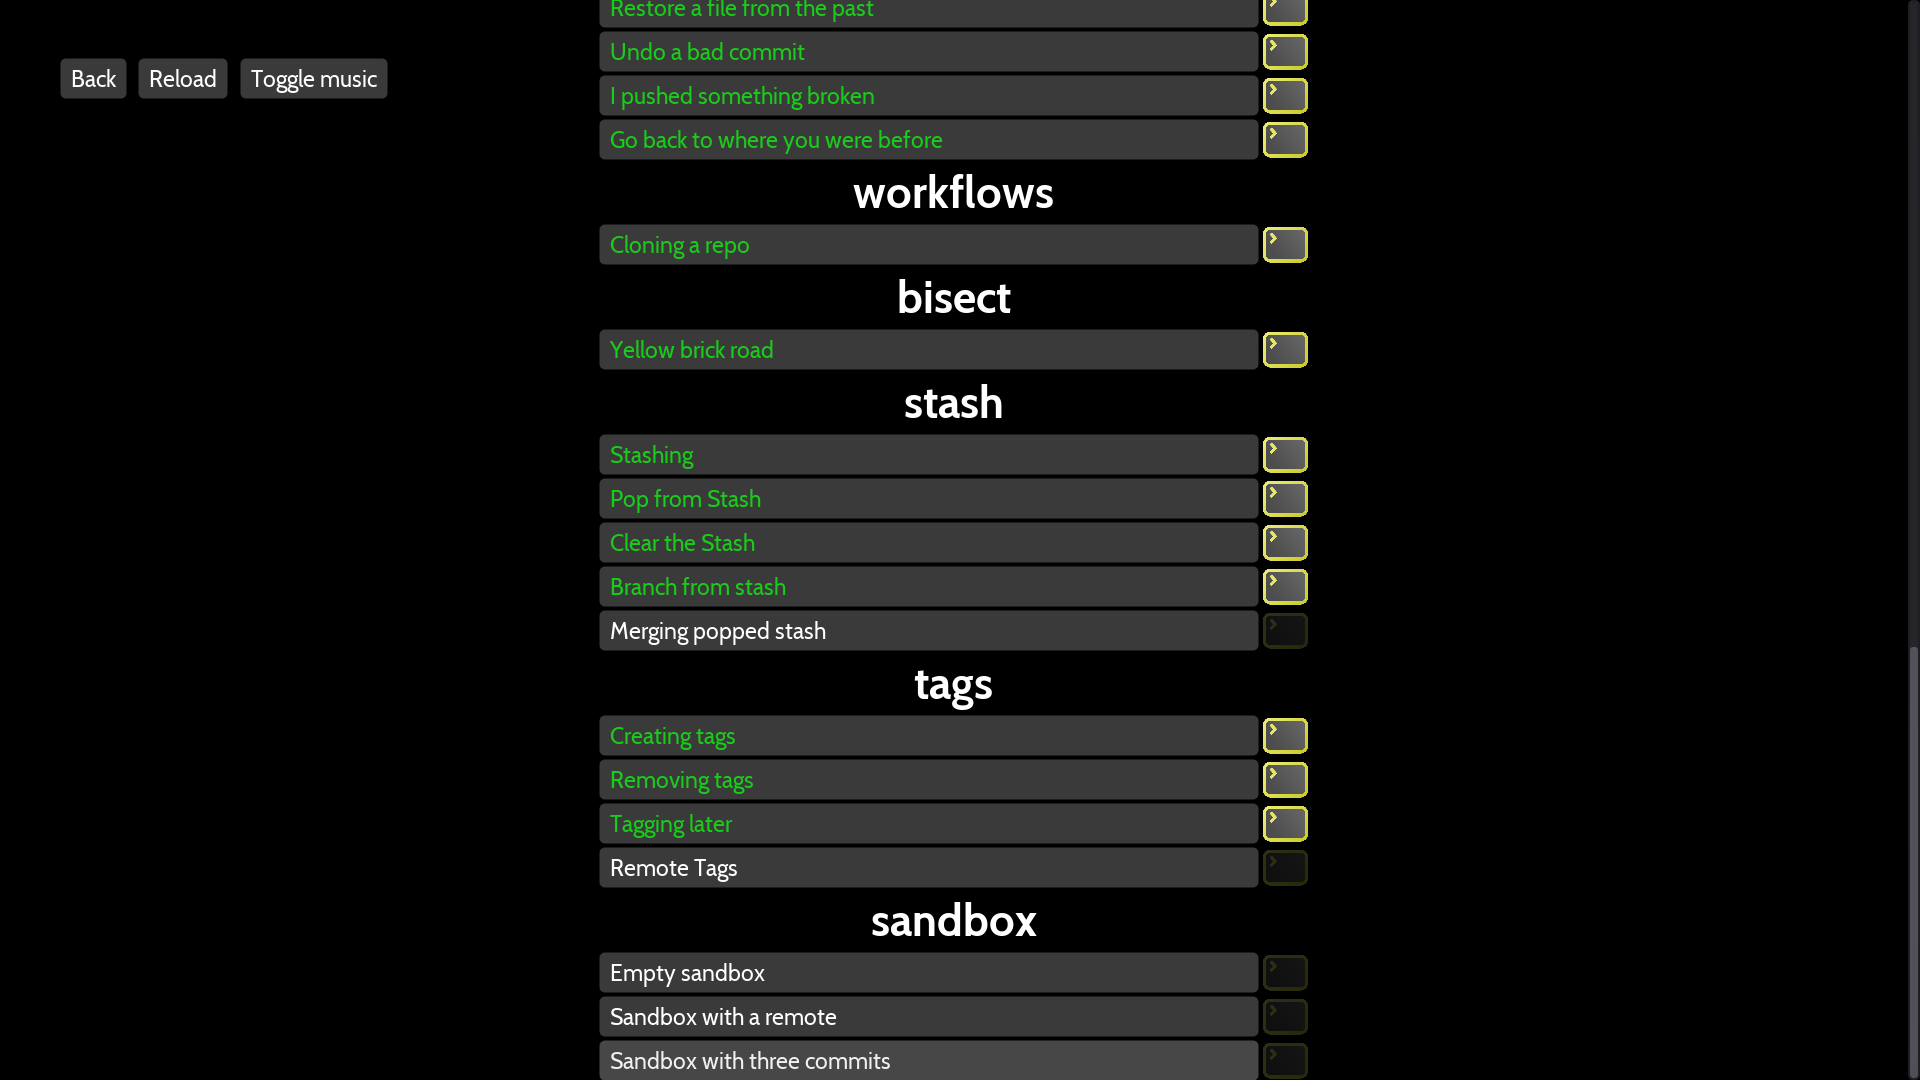 Restore a file from the past
Undo a bad commit
Back
Reload
Toggle music
I pushed something broken
Go back to where you were before
workflows
Cloning a repo
bisect
Yellow brick road
stash
Stashing
Pop from Stash
Clear the Stash
Branch from stash
Merging popped stash
tags
Creating tags
Removing tags
Tagging later
Remote Tags
sandbox
Empty sandbox
Sandbox with a remote
Sandbox with three commits